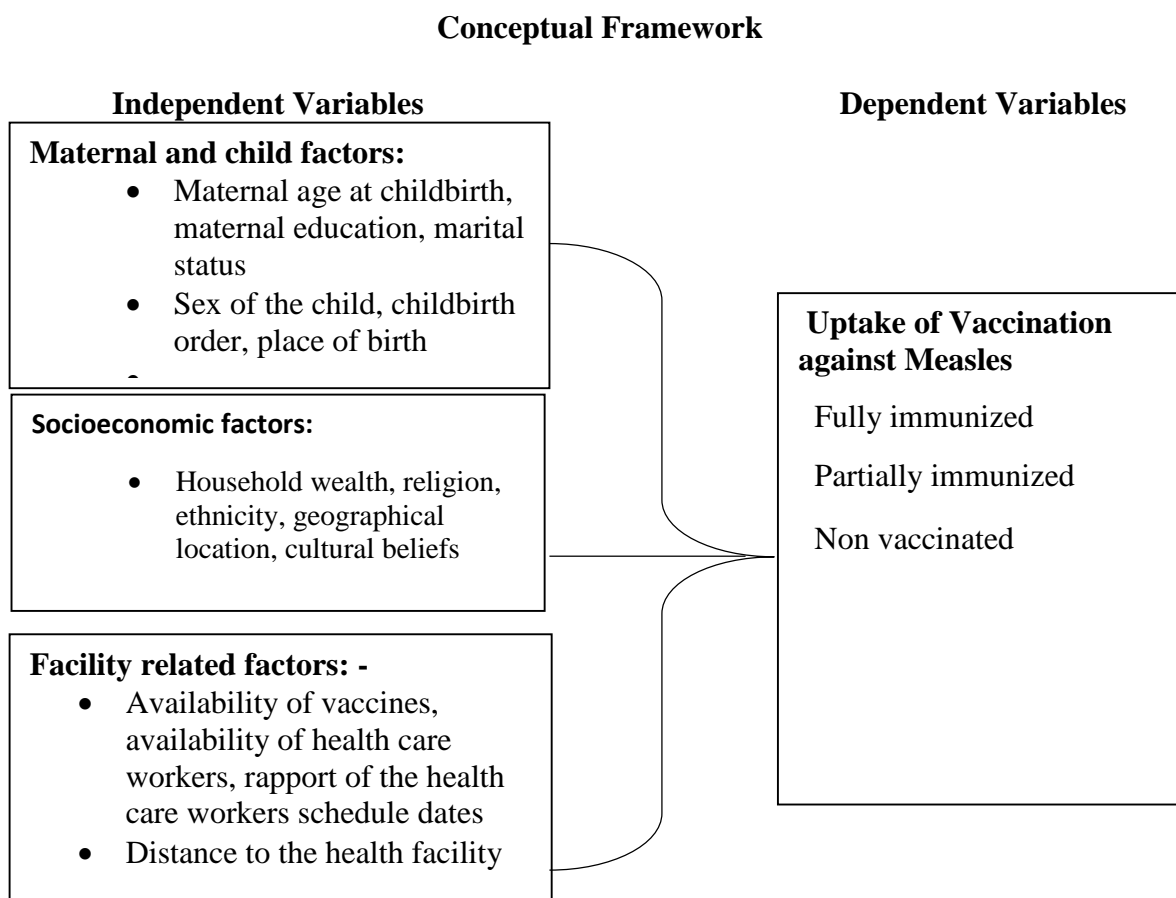 Conceptual Framework
Independent Variables
Dependent Variables
Maternal and child factors:
• Maternal age at childbirth,
maternal education, marital
status
• Sex of the child, childbirth
order, place of birth
•
Socioeconomic factors:
• Household wealth, religion,
ethnicity, geographical
location, cultural beliefs
Facility related factors: -
• Availability of vaccines,
availability of health care
workers, rapport of the health
care workers schedule dates
• Distance to the health facility
Uptake of Vaccination
against Measles
Fully immunized
Partially immunized
Non vaccinated